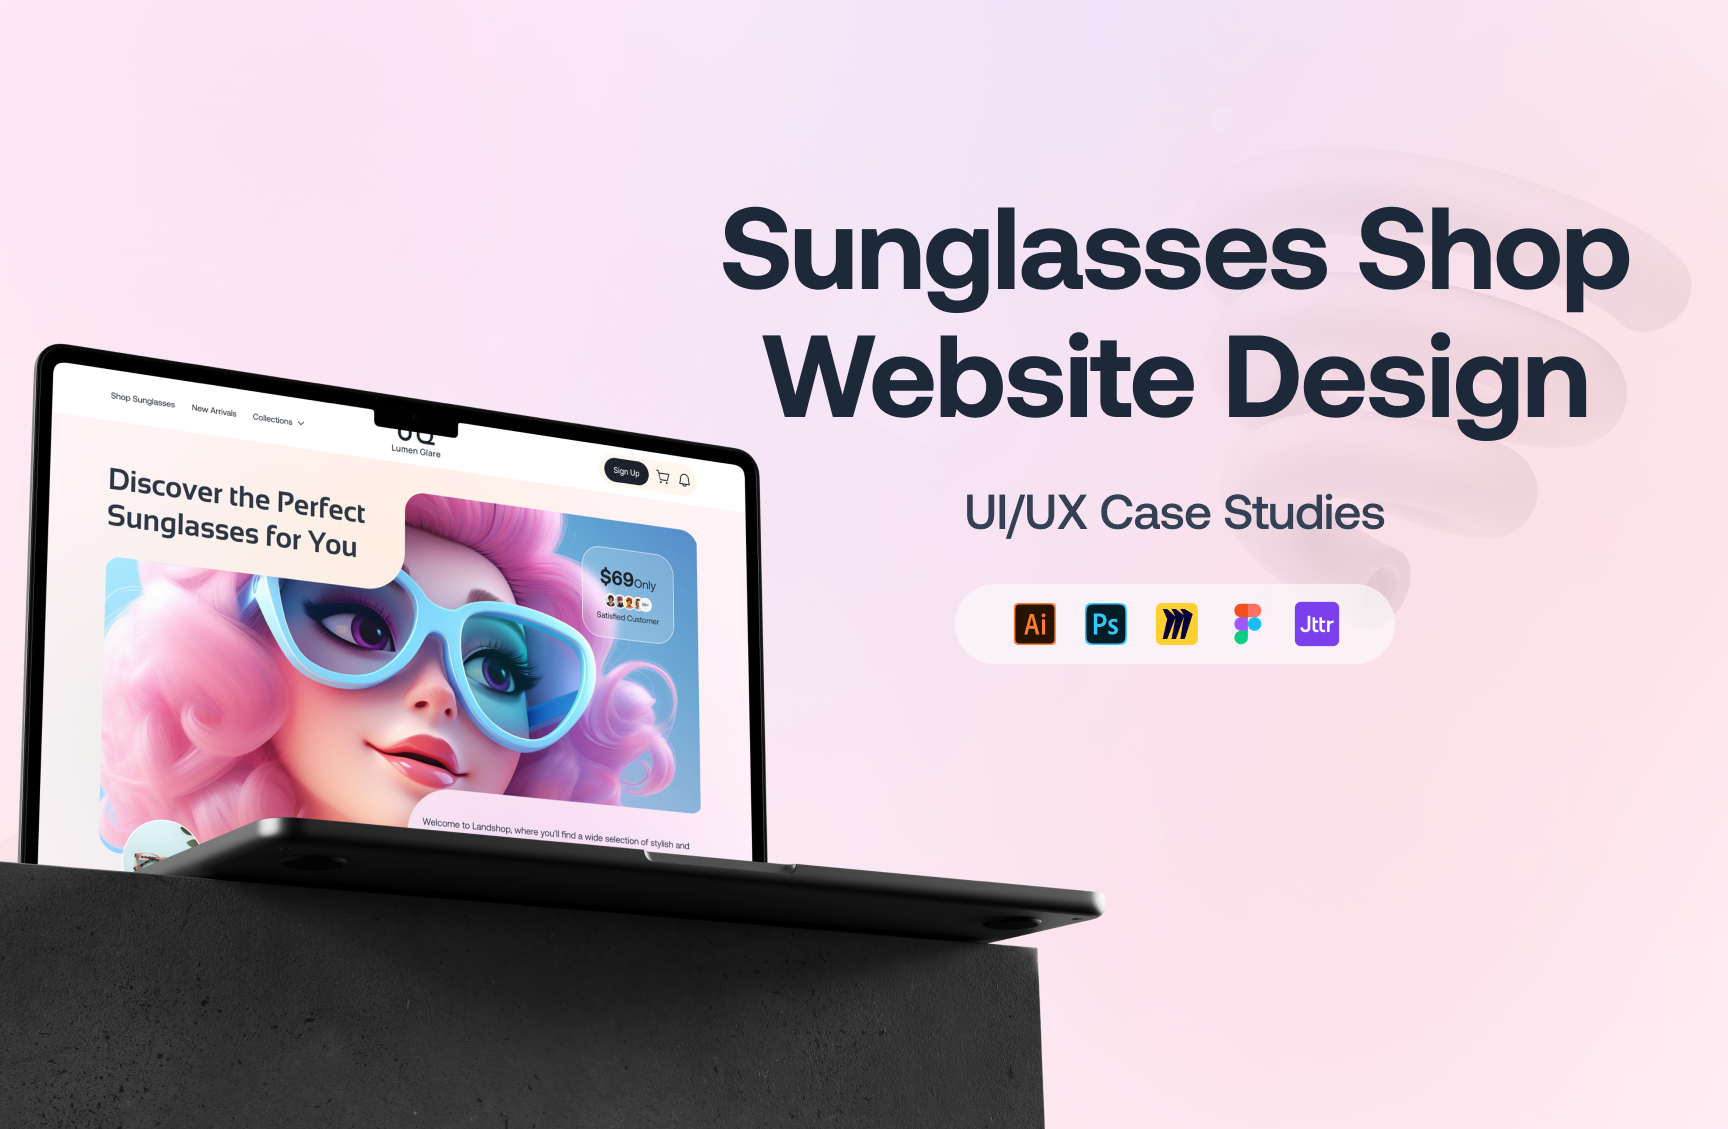 Sunglasses Shop
Website Design
UI/UX Case Studies
Ai Ps Jttr
Shop Sunglasses New Arrivals Collections
Lumen Glare
Sign Up
Discover the Perfect
Sunglasses for You
$69Only
Satisfied Customer
Welcome to Landshop, where you'll find a wide selection of stylish and